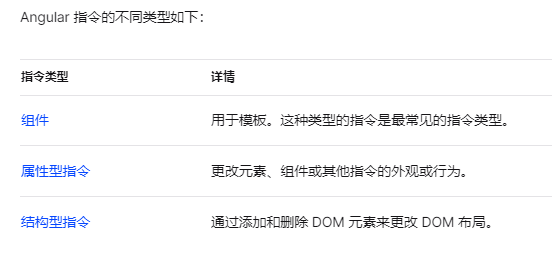 Angular 指令的不同类型如下：
指令类型 详情
组件 用于模板。这种类型的指令是最常见的指令类型。
属性型指令 更改元素、组件或其他指令的外观或行为。
结构型指令 通过添加和删除 DOM 元素来更改 DOM 布局。